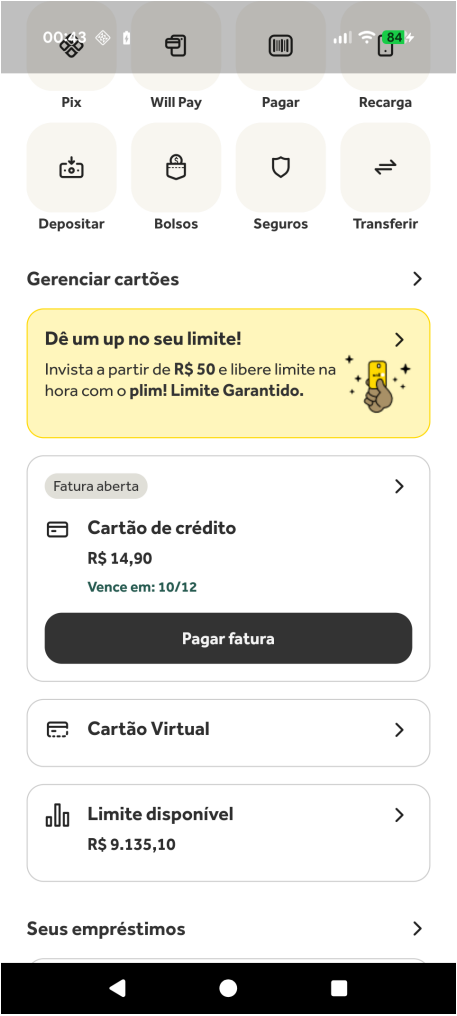 00:43
84
Pix
Will Pay
Pagar
Recarga
Depositar
Bolsos
Seguros
Transferir
Gerenciar cartões
Dê um up no seu limite!
Invista a partir de R$ 50 e libere limite na
hora com o plim! Limite Garantido.
Fatura aberta
Cartão de crédito
R$ 14,90
Vence em: 10/12
Pagar fatura
Cartão Virtual
Limite disponível
R$ 9.135,10
Seus empréstimos